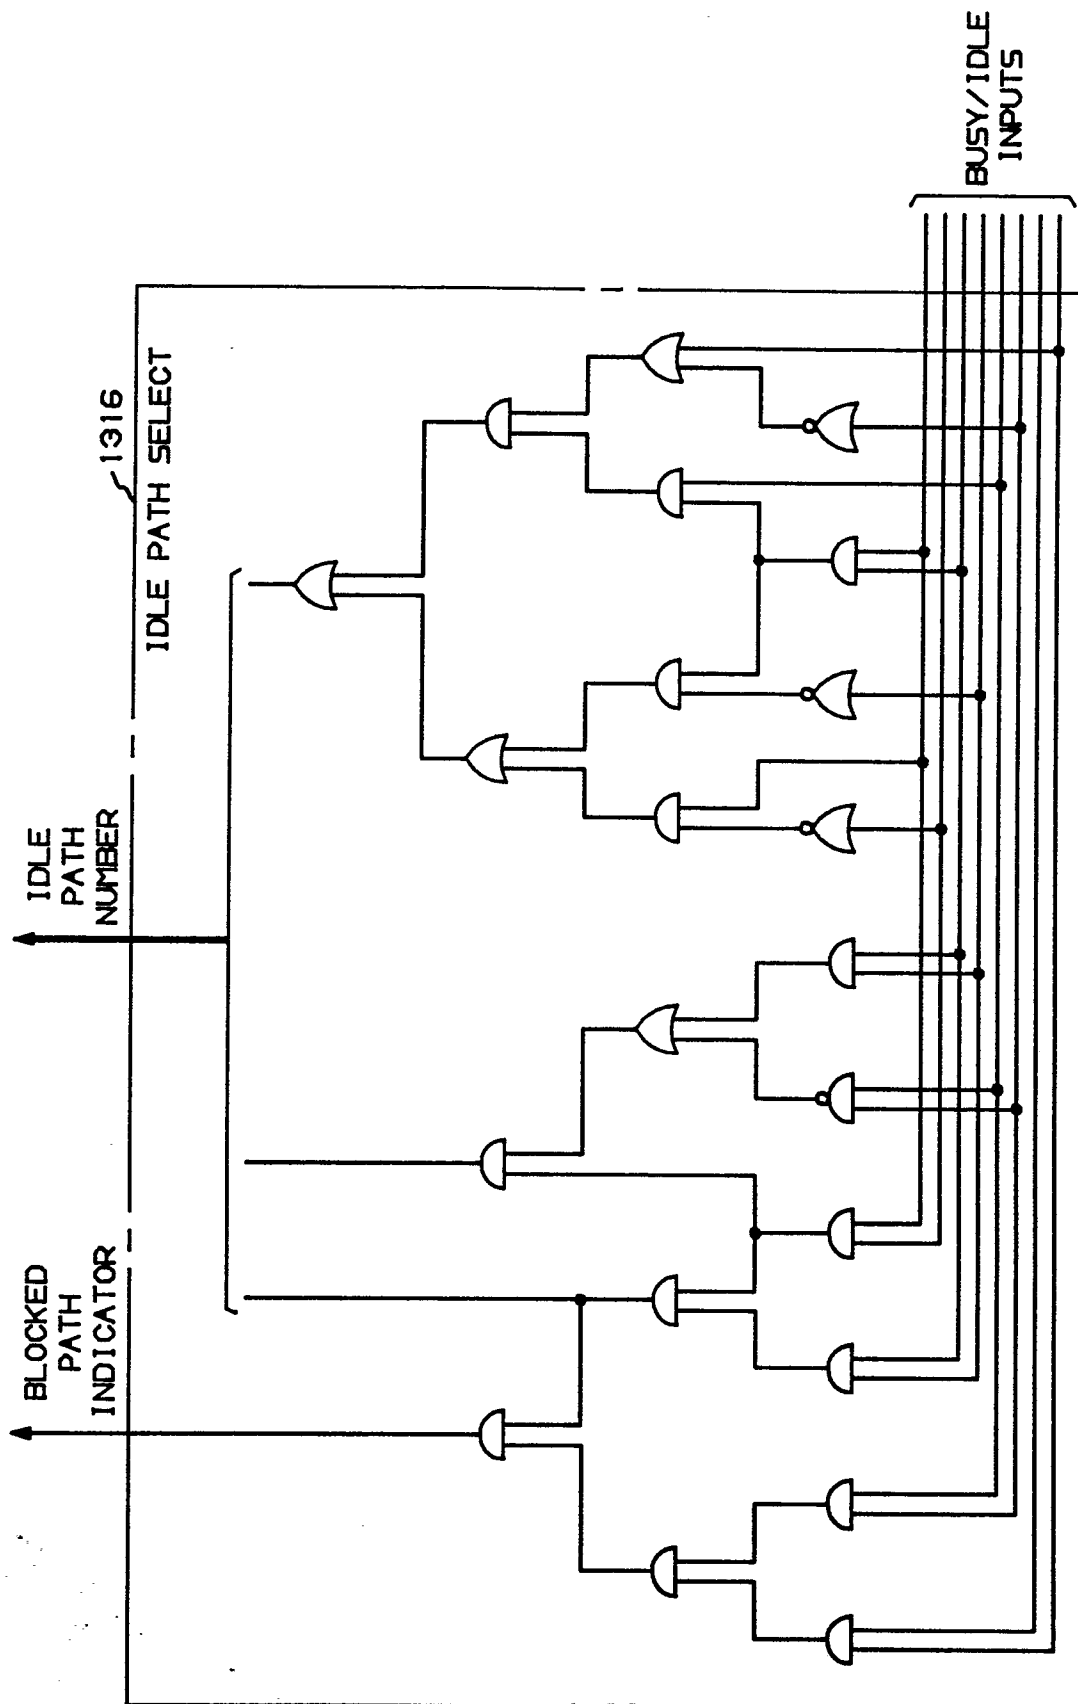 BLOCKED
PATH
INDICATOR
IDLE
PATH
NUMBER
1316
IDLE PATH SELECT
BUSY/IDLE
INPUTS